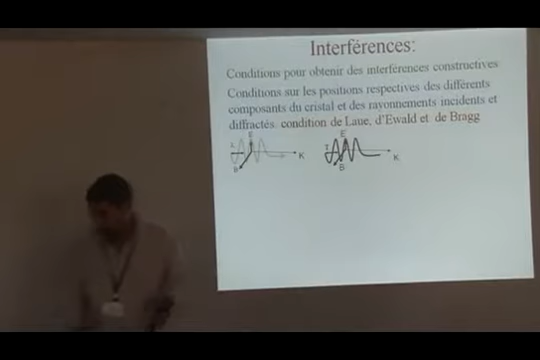 Interférences:
Conditions pour obtenir des interférences constructives
Conditions sur les positions respectives des différents
composants du cristal et des rayonnements incidents et
diffractés: condition de Laue, d'Ewald et de Bragg
E E
K K
B B